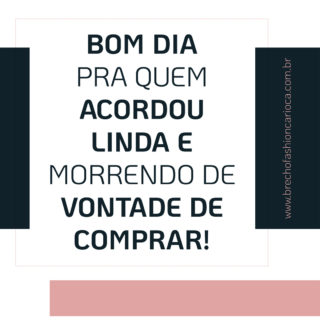 BOM DIA
PRA QUEM
ACORDOU
LINDA E
MORRENDO DE
VONTADE DE
COMPRAR!
www.brechofashioncarioca.com.br